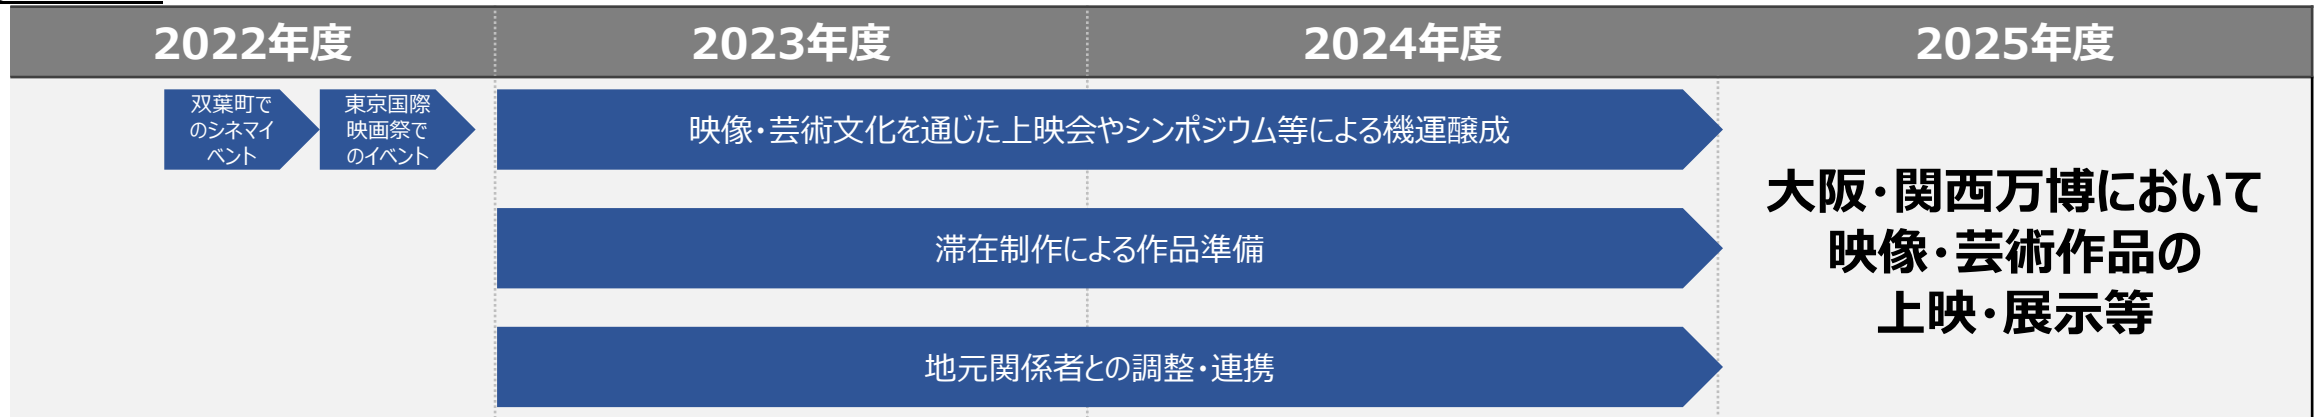 2022年度
2023年度
2024年度
2025年度
双葉町で
のシネマイ
ベント
東京国際
映画祭で
のイベント
映像・芸術文化を通じた上映会やシンポジウム等による機運醸成
滞在制作による作品準備
地元関係者との調整・連携
大阪・関西万博において
映像・芸術作品の
上映・展示等